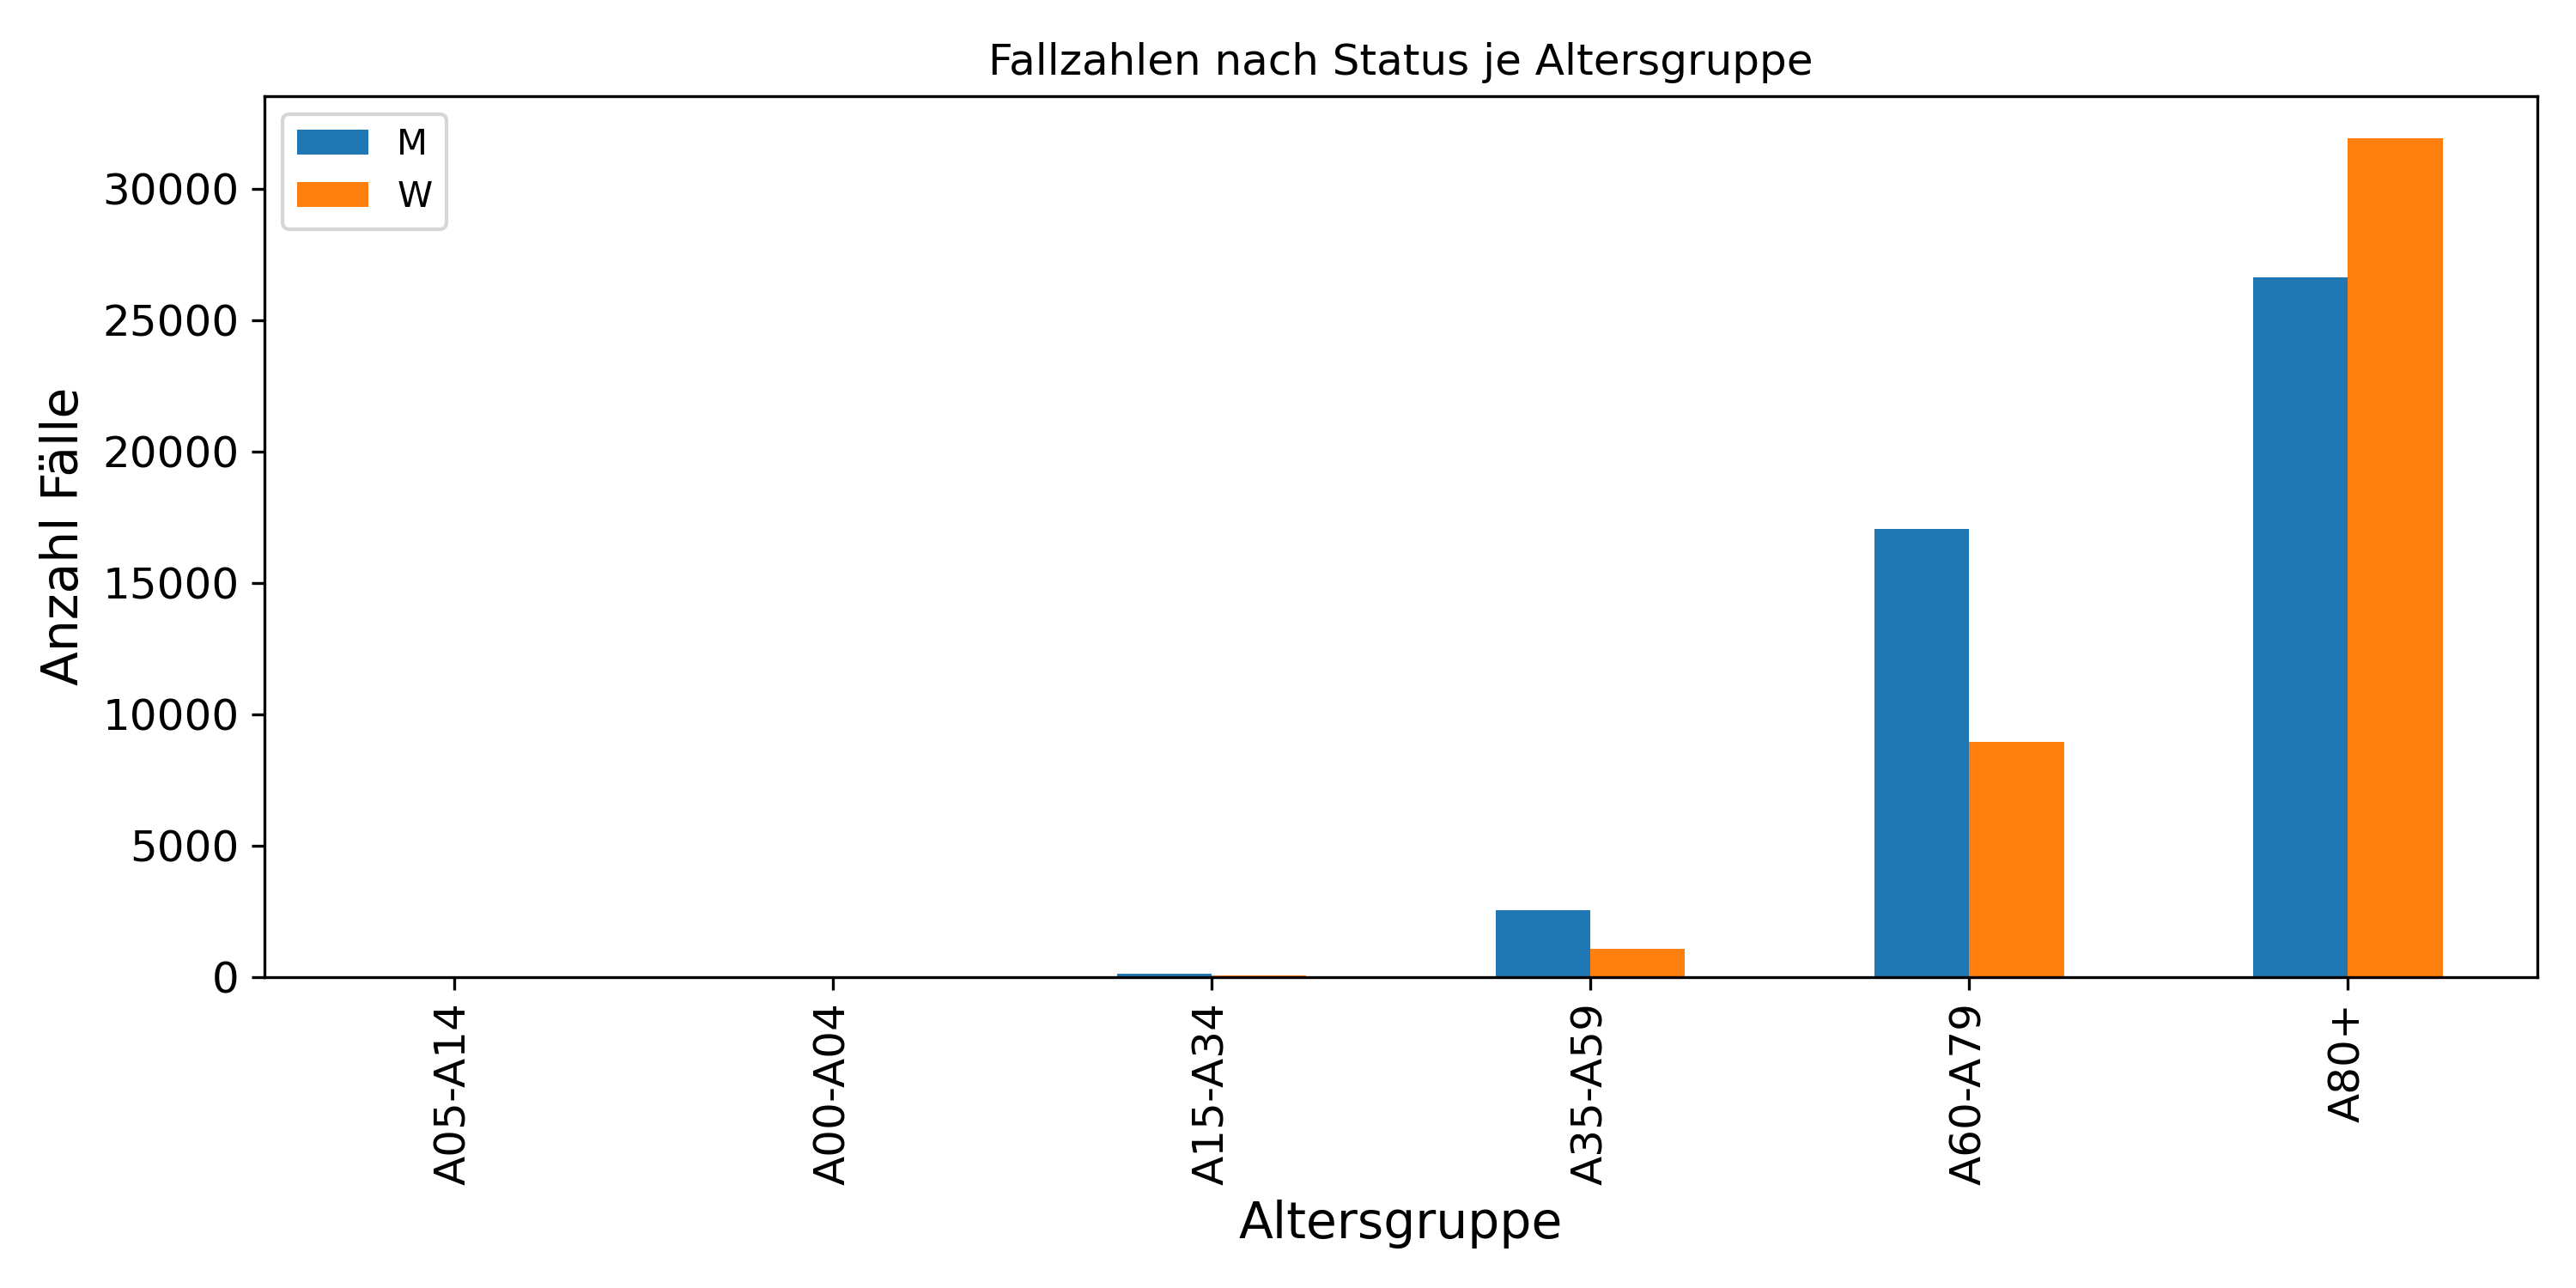 Fallzahlen nach Status je Altersgruppe
M
W
Anzahl Fälle
30000
25000
20000
15000
10000
5000
0
A05-A14
A00-A04
A15-A34
A35-A59
A60-A79
A80+
Altersgruppe